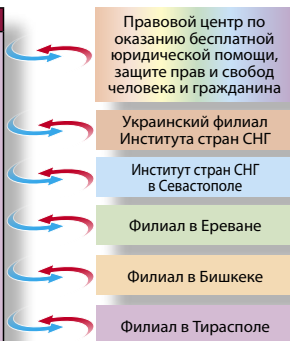 Правовой центр по
оказанию бесплатной
юридической помощи,
защите прав и свобод
человека и гражданина
Украинский филиал
Института стран СНГ
Институт стран СНГ
в Севастополе
Филиал в Ереване
Филиал в Бишкеке
Филиал в Тирасполе